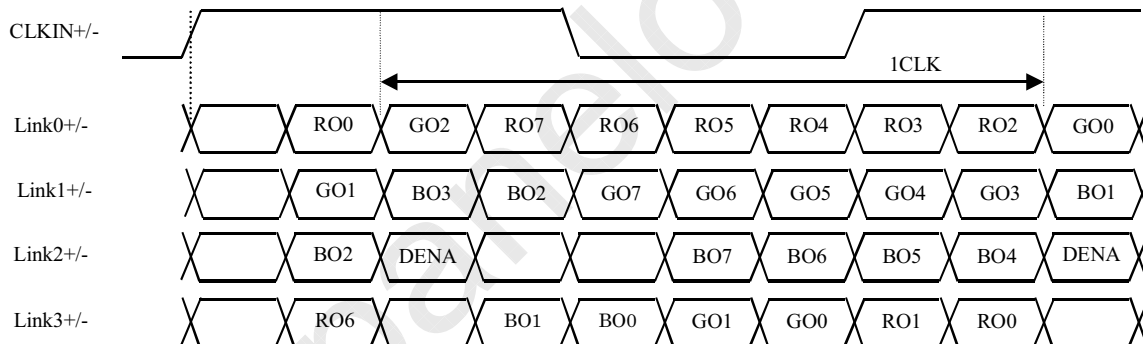 CLKIN+/-
1CLK
Link0+/- RO0 GO2 RO7 RO6 RO5 RO4 RO3 RO2 GO0
Link1+/- GO1 BO3 BO2 GO7 GO6 GO5 GO4 GO3 BO1
Link2+/- BO2 DENA BO7 BO6 BO5 BO4 DENA
Link3+/- RO6 BO1 BO0 GO1 GO0 RO1 RO0
panelo